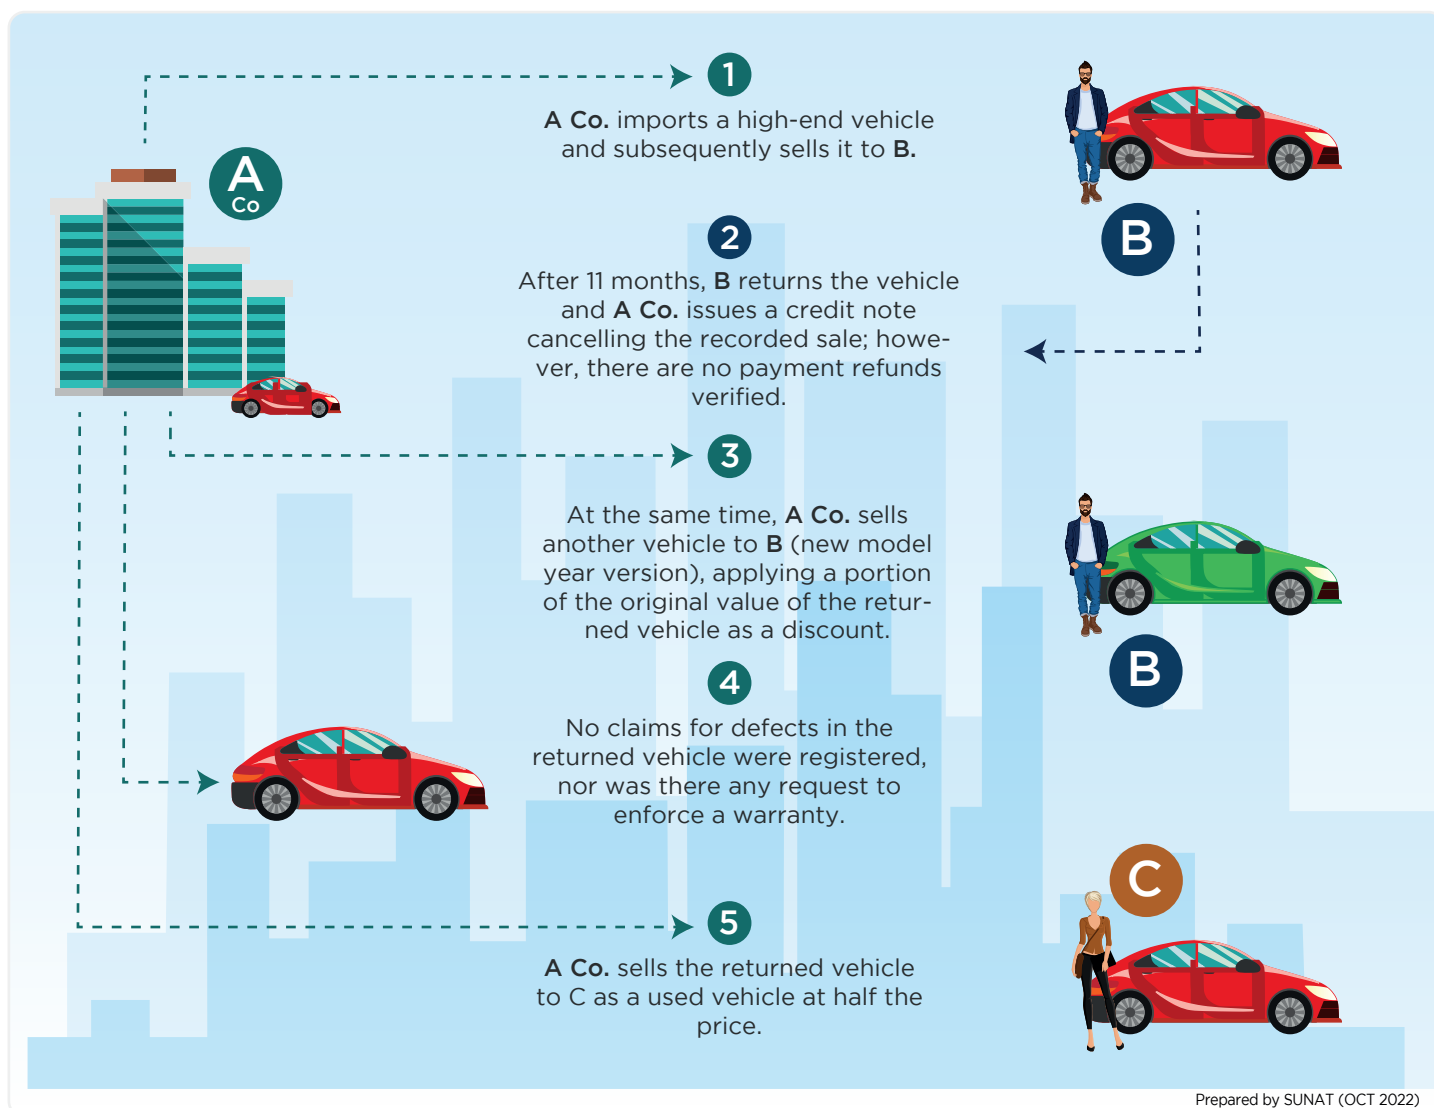 1
A Co. imports a high-end vehicle
and subsequently sells it to B.
A
Co
B
2
After 11 months, B returns the vehicle
and A Co. issues a credit note
cancelling the recorded sale; howe-
ver, there are no payment refunds
verified.
3
At the same time, A Co. sells
another vehicle to B (new model
year version), applying a portion
of the original value of the retur-
ned vehicle as a discount.
B
4
No claims for defects in the
returned vehicle were registered,
nor was there any request to
enforce a warranty.
C
5
A Co. sells the returned vehicle
to C as a used vehicle at half the
price.
Prepared by SUNAT (OCT 2022)